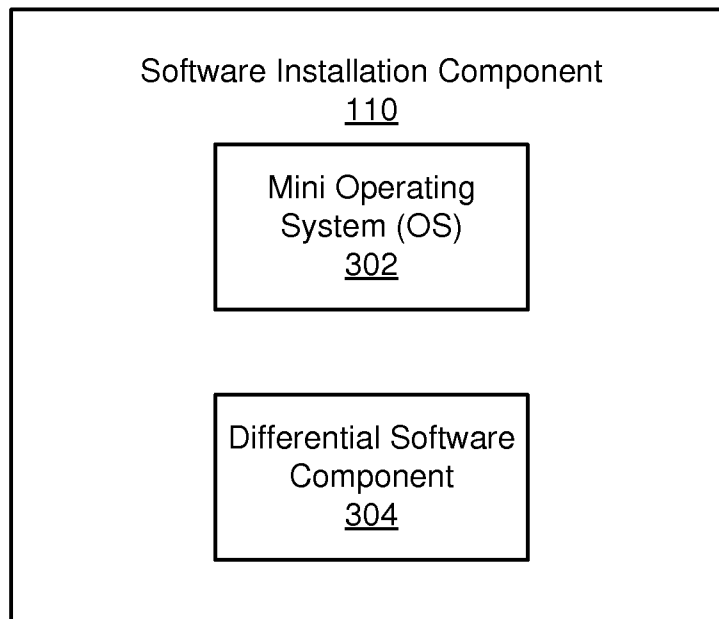 Software Installation Component
110
Mini Operating
System (OS)
302
Differential Software
Component
304